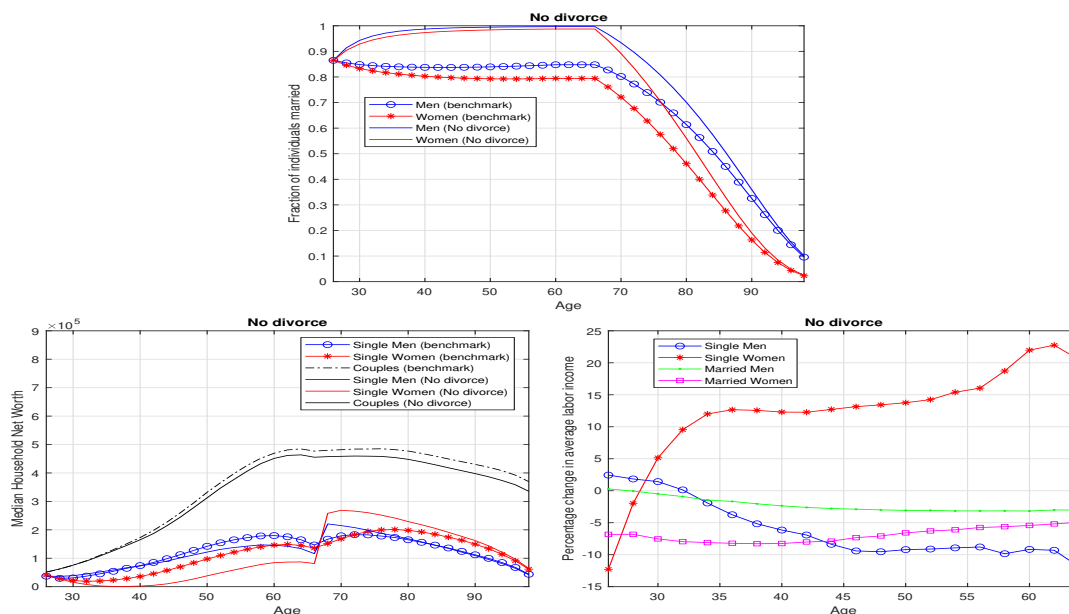 No divorce
Fraction of individuals married
1
0.9
0.8
0.7
0.6
0.5
0.4
0.3
0.2
0.1
0
Men (benchmark)
Women (benchmark)
Men (No divorce)
Women (No divorce)
30 40 50 60 70 80 90
Age
No divorce
×10⁵
Median Household Net Worth
9
8
7
6
5
4
3
2
1
0
Single Men (benchmark)
Single Women (benchmark)
Couples (benchmark)
Single Men (No divorce)
Single Women (No divorce)
Couples (No divorce)
30 40 50 60 70 80 90
Age
No divorce
Percentage change in average labor income
25
20
15
10
5
0
-5
-10
-15
Single Men
Single Women
Married Men
Married Women
30 35 40 45 50 55 60
Age